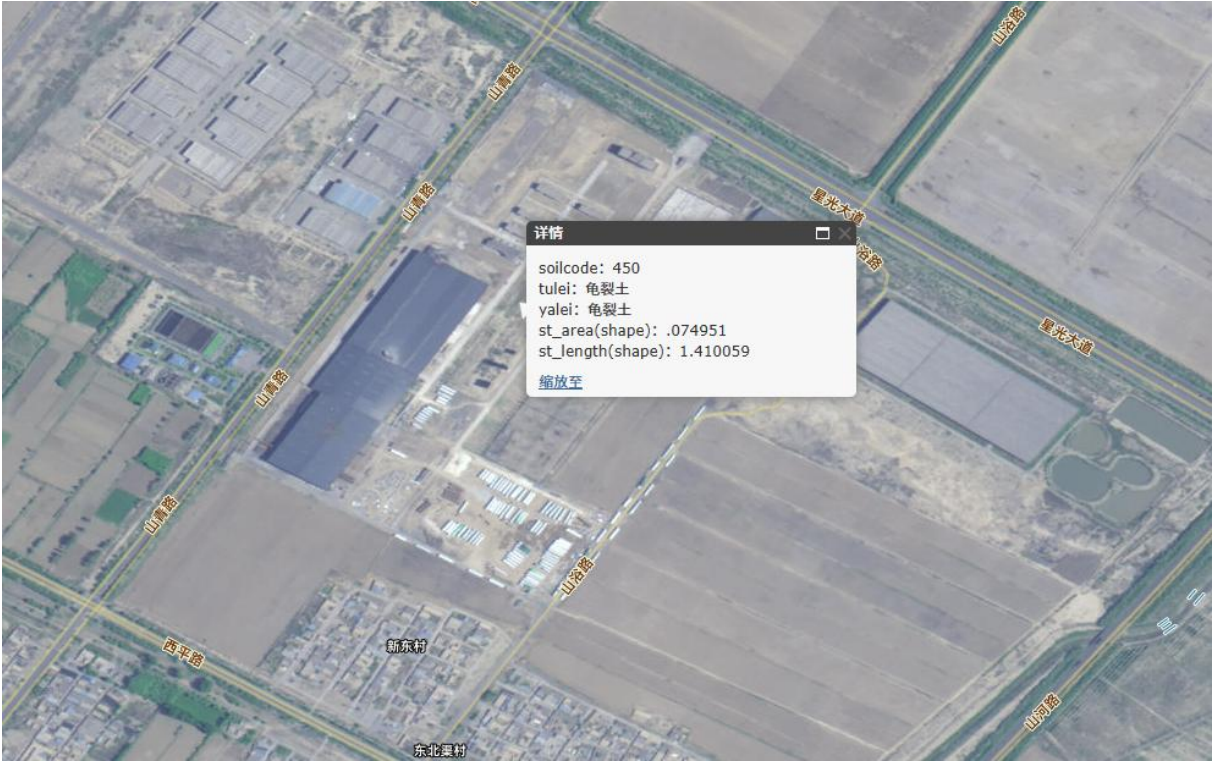 山浴路
山青路
山青路
星光大道
浴路
详情
soilcode：450
tulei：龟裂土
yalei：龟裂土
st_area(shape)：.074951
st_length(shape)：1.410059
缩放至
星光大道
山青路
山青路
山浴路
新东村
西平路
山河路
东北渠村